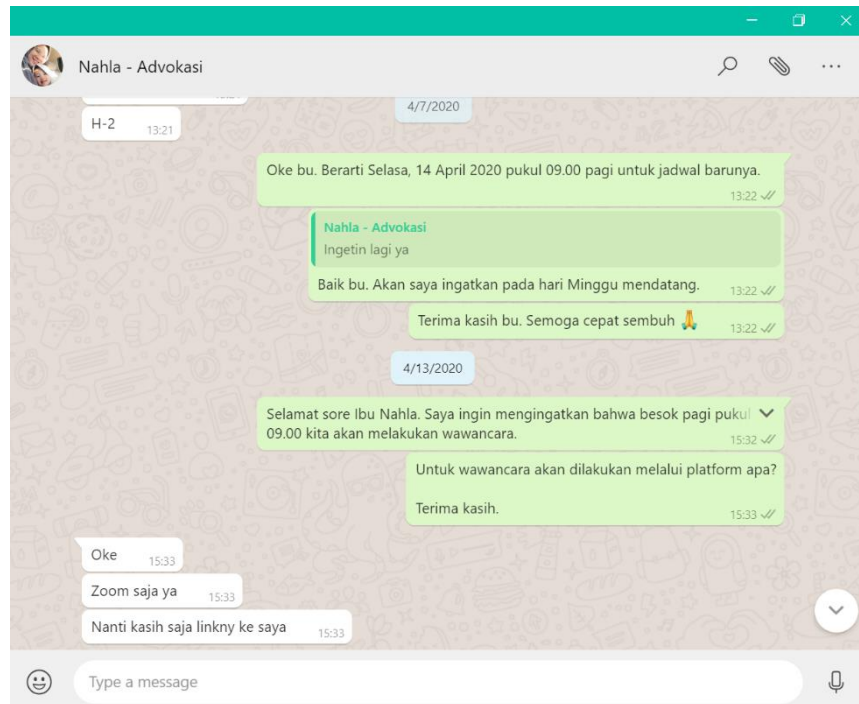 Nahla - Advokasi
4/7/2020
H-2 13:21
Oke bu. Berarti Selasa, 14 April 2020 pukul 09.00 pagi untuk jadwal barunya.
13:22
Nahla - Advokasi
Ingetin lagi ya
Baik bu. Akan saya ingatkan pada hari Minggu mendatang. 13:22
Terima kasih bu. Semoga cepat sembuh 🙏 13:22
4/13/2020
Selamat sore Ibu Nahla. Saya ingin mengingatkan bahwa besok pagi pukul
09.00 kita akan melakukan wawancara. 15:32
Untuk wawancara akan dilakukan melalui platform apa?
Terima kasih. 15:33
Oke 15:33
Zoom saja ya 15:33
Nanti kasih saja linkny ke saya 15:33
Type a message